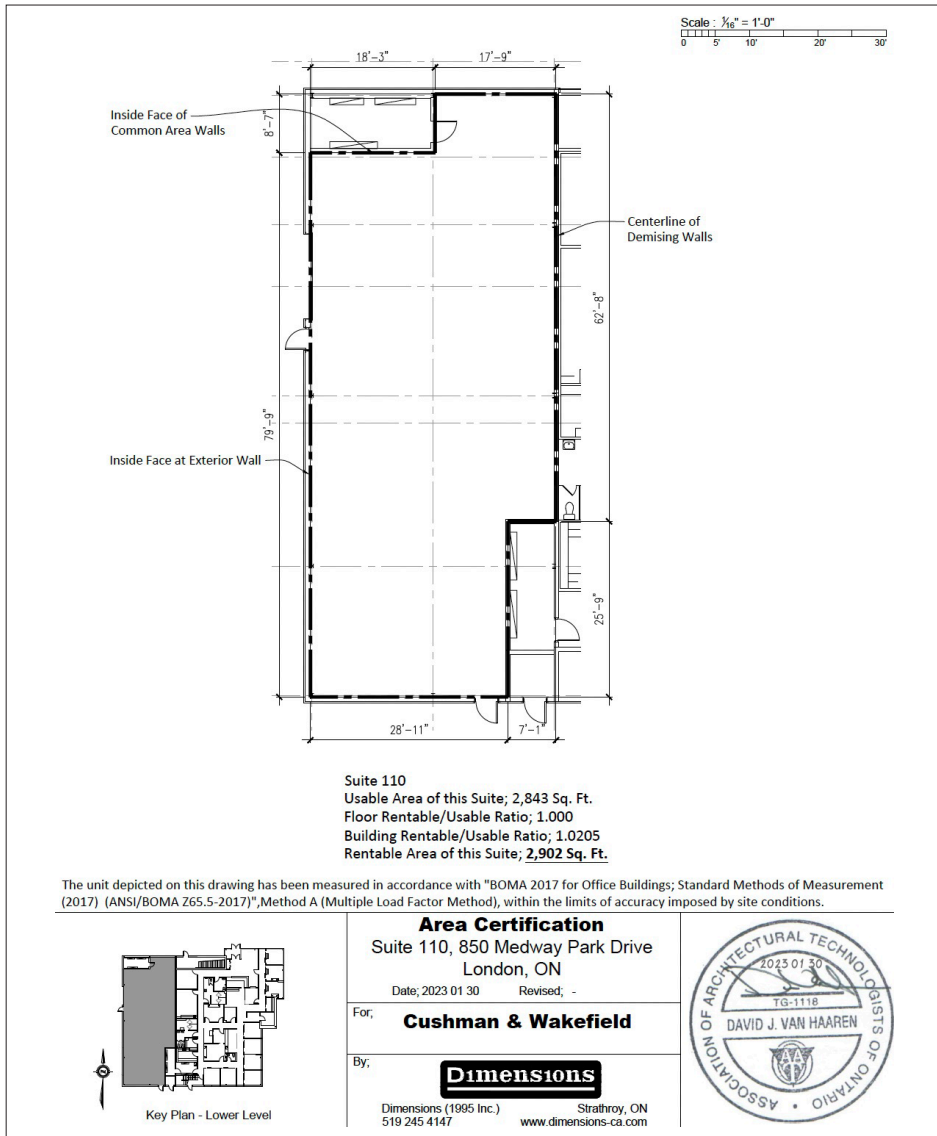 Scale : 1⁄16" = 1'-0"
0 5' 10' 20' 30'
18'-3" 17'-9"
8'-7"
Inside Face of
Common Area Walls
Centerline of
Demising Walls
62'-8"
79'-9"
Inside Face at Exterior Wall
25'-9"
28'-11" 7'-1"
Suite 110
Usable Area of this Suite; 2,843 Sq. Ft.
Floor Rentable/Usable Ratio; 1.000
Building Rentable/Usable Ratio; 1.0205
Rentable Area of this Suite; 2,902 Sq. Ft.
The unit depicted on this drawing has been measured in accordance with "BOMA 2017 for Office Buildings; Standard Methods of Measurement
(2017) (ANSI/BOMA Z65.5-2017)",Method A (Multiple Load Factor Method), within the limits of accuracy imposed by site conditions.
Key Plan - Lower Level
Area Certification
Suite 110, 850 Medway Park Drive
London, ON
Date; 2023 01 30 Revised; -
For;
Cushman & Wakefield
By;
Dimensions
Dimensions (1995 Inc.) Strathroy, ON
519 245 4147 www.dimensions-ca.com
ASSOCIATION OF ARCHITECTURAL TECHNOLOGISTS OF ONTARIO
2023 01 30
TG-1118
DAVID J. VAN HAAREN